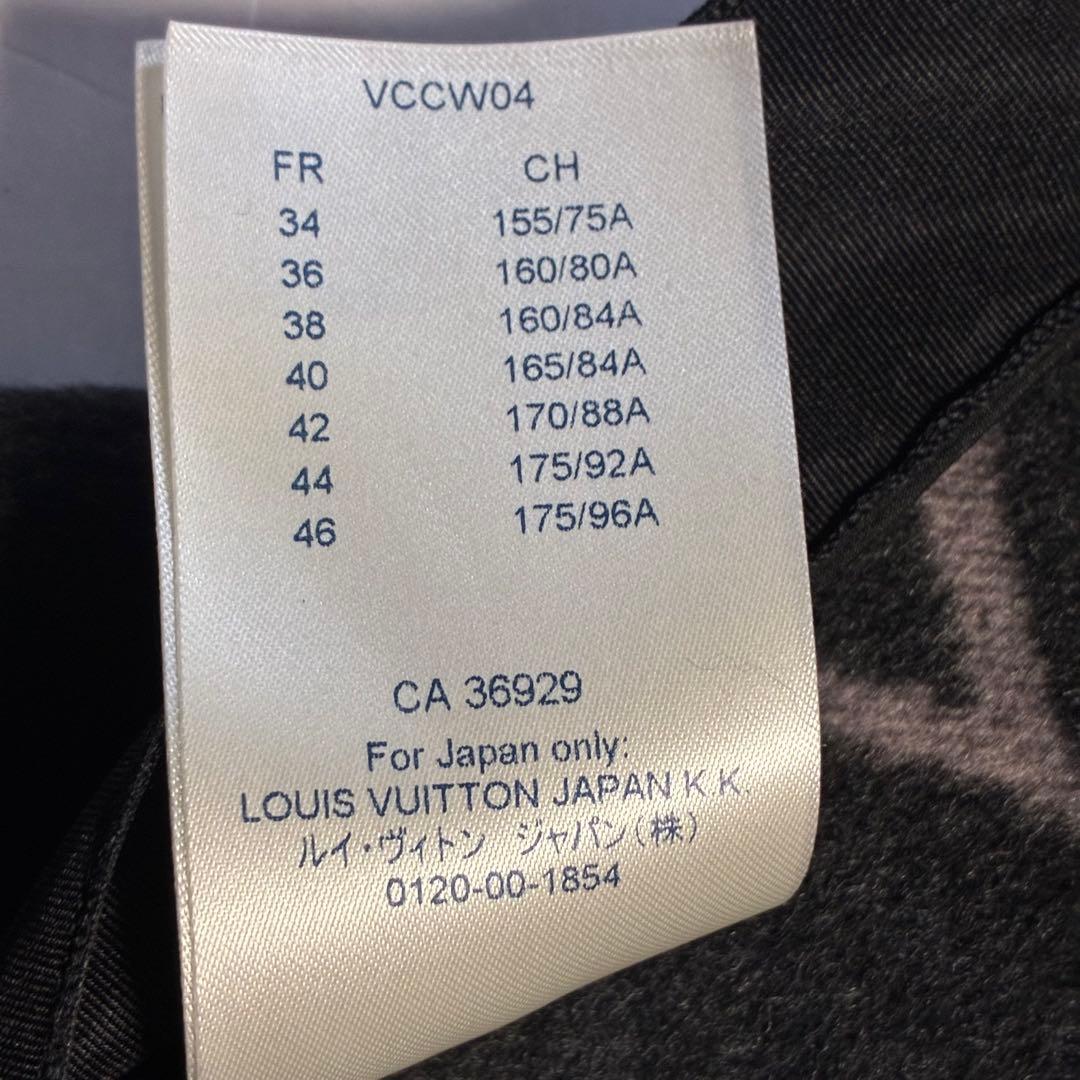 VCCW04
FR CH
34 155/75A
36 160/80A
38 160/84A
40 165/84A
42 170/88A
44 175/92A
46 175/96A
CA 36929
For Japan only:
LOUIS VUITTON JAPAN K K.
ルイ・ヴィトン ジャパン(株)
0120-00-1854